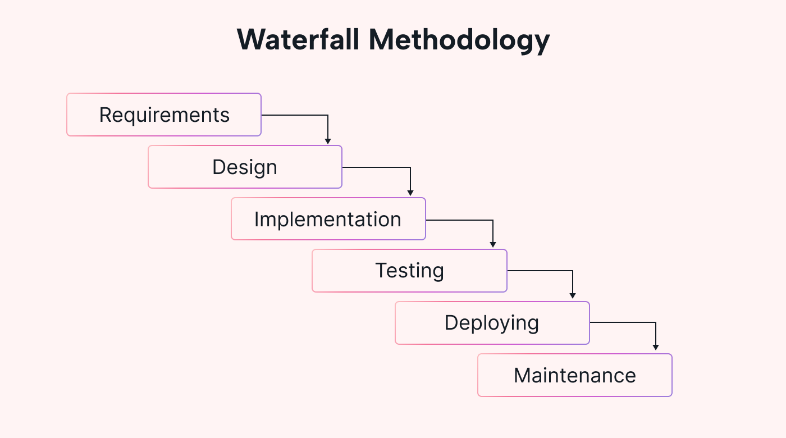 Waterfall Methodology
Requirements
Design
Implementation
Testing
Deploying
Maintenance